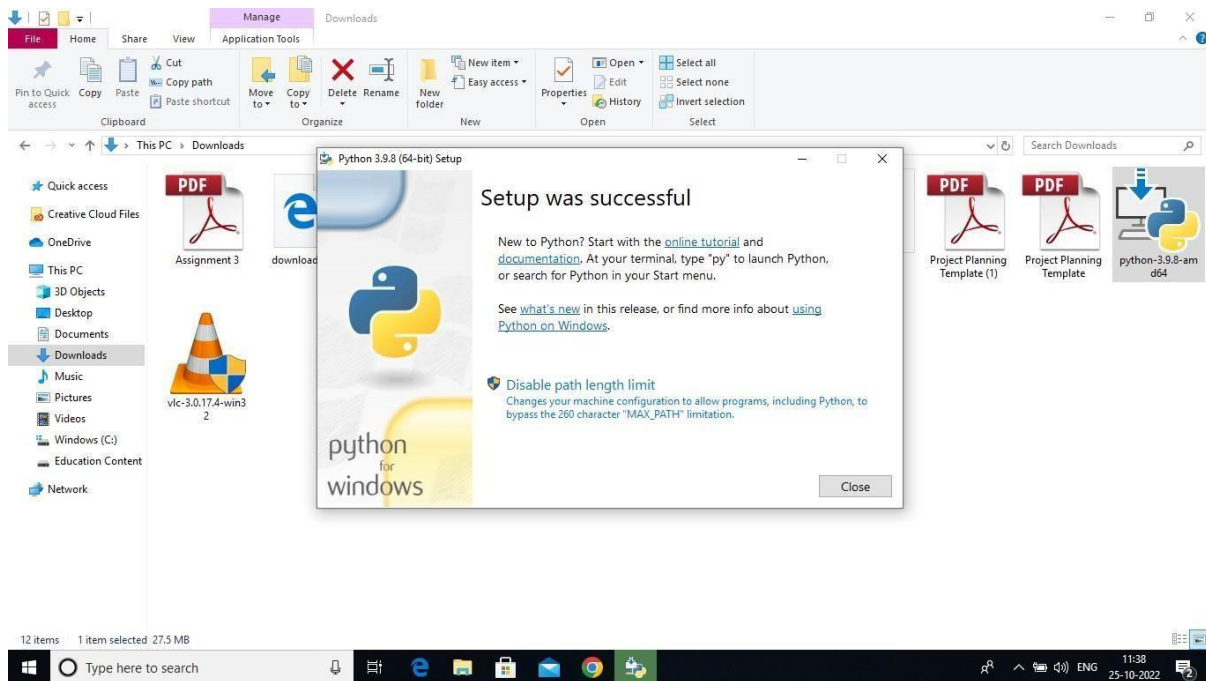 Manage
Downloads
File
Home
Share
View
Application Tools
Pin to Quick
access
Copy
Paste
Cut
Copy path
Paste shortcut
Clipboard
Move
to
Copy
to
Delete
Rename
Organize
New
folder
New item
Easy access
New
Properties
Open
Edit
History
Open
Select all
Select none
Invert selection
Select
This PC
Downloads
Search Downloads
Quick access
Creative Cloud Files
OneDrive
This PC
3D Objects
Desktop
Documents
Downloads
Music
Pictures
Videos
Windows (C:)
Education Content
Network
PDF
Assignment 3
download
vlc-3.0.17.4-win3
2
Python 3.9.8 (64-bit) Setup
Setup was successful
New to Python? Start with the online tutorial and
documentation. At your terminal, type "py" to launch Python,
or search for Python in your Start menu.
See what's new in this release, or find more info about using
Python on Windows.
Disable path length limit
Changes your machine configuration to allow programs, including Python, to
bypass the 260 character "MAX_PATH" limitation.
python
for
windows
Close
PDF
Project Planning
Template (1)
PDF
Project Planning
Template
python-3.9.8-am
d64
12 items
1 item selected 27.5 MB
Type here to search
ENG
11:38
25-10-2022
2